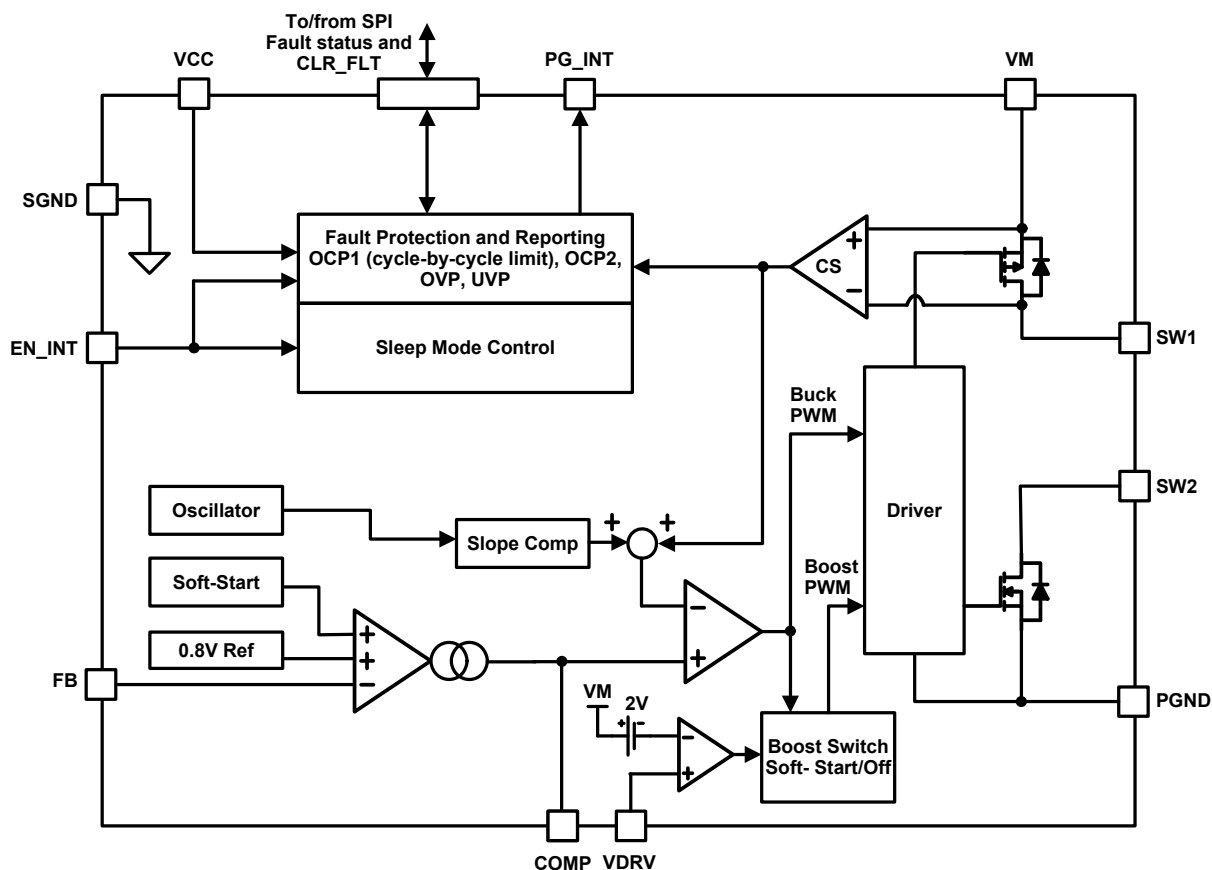 To/from SPI
Fault status and
CLR_FLT
VCC
PG_INT
VM
SGND
Fault Protection and Reporting
OCP1 (cycle-by-cycle limit), OCP2,
OVP, UVP
+
CS
−
EN_INT
Sleep Mode Control
SW1
Buck
PWM
SW2
Oscillator
Driver
+
+
Slope Comp
Boost
PWM
Soft-Start
−
+
0.8V Ref
+
+
FB
−
VM
2V
PGND
+
-
−
Boost Switch
Soft- Start/Off
+
COMP
VDRV